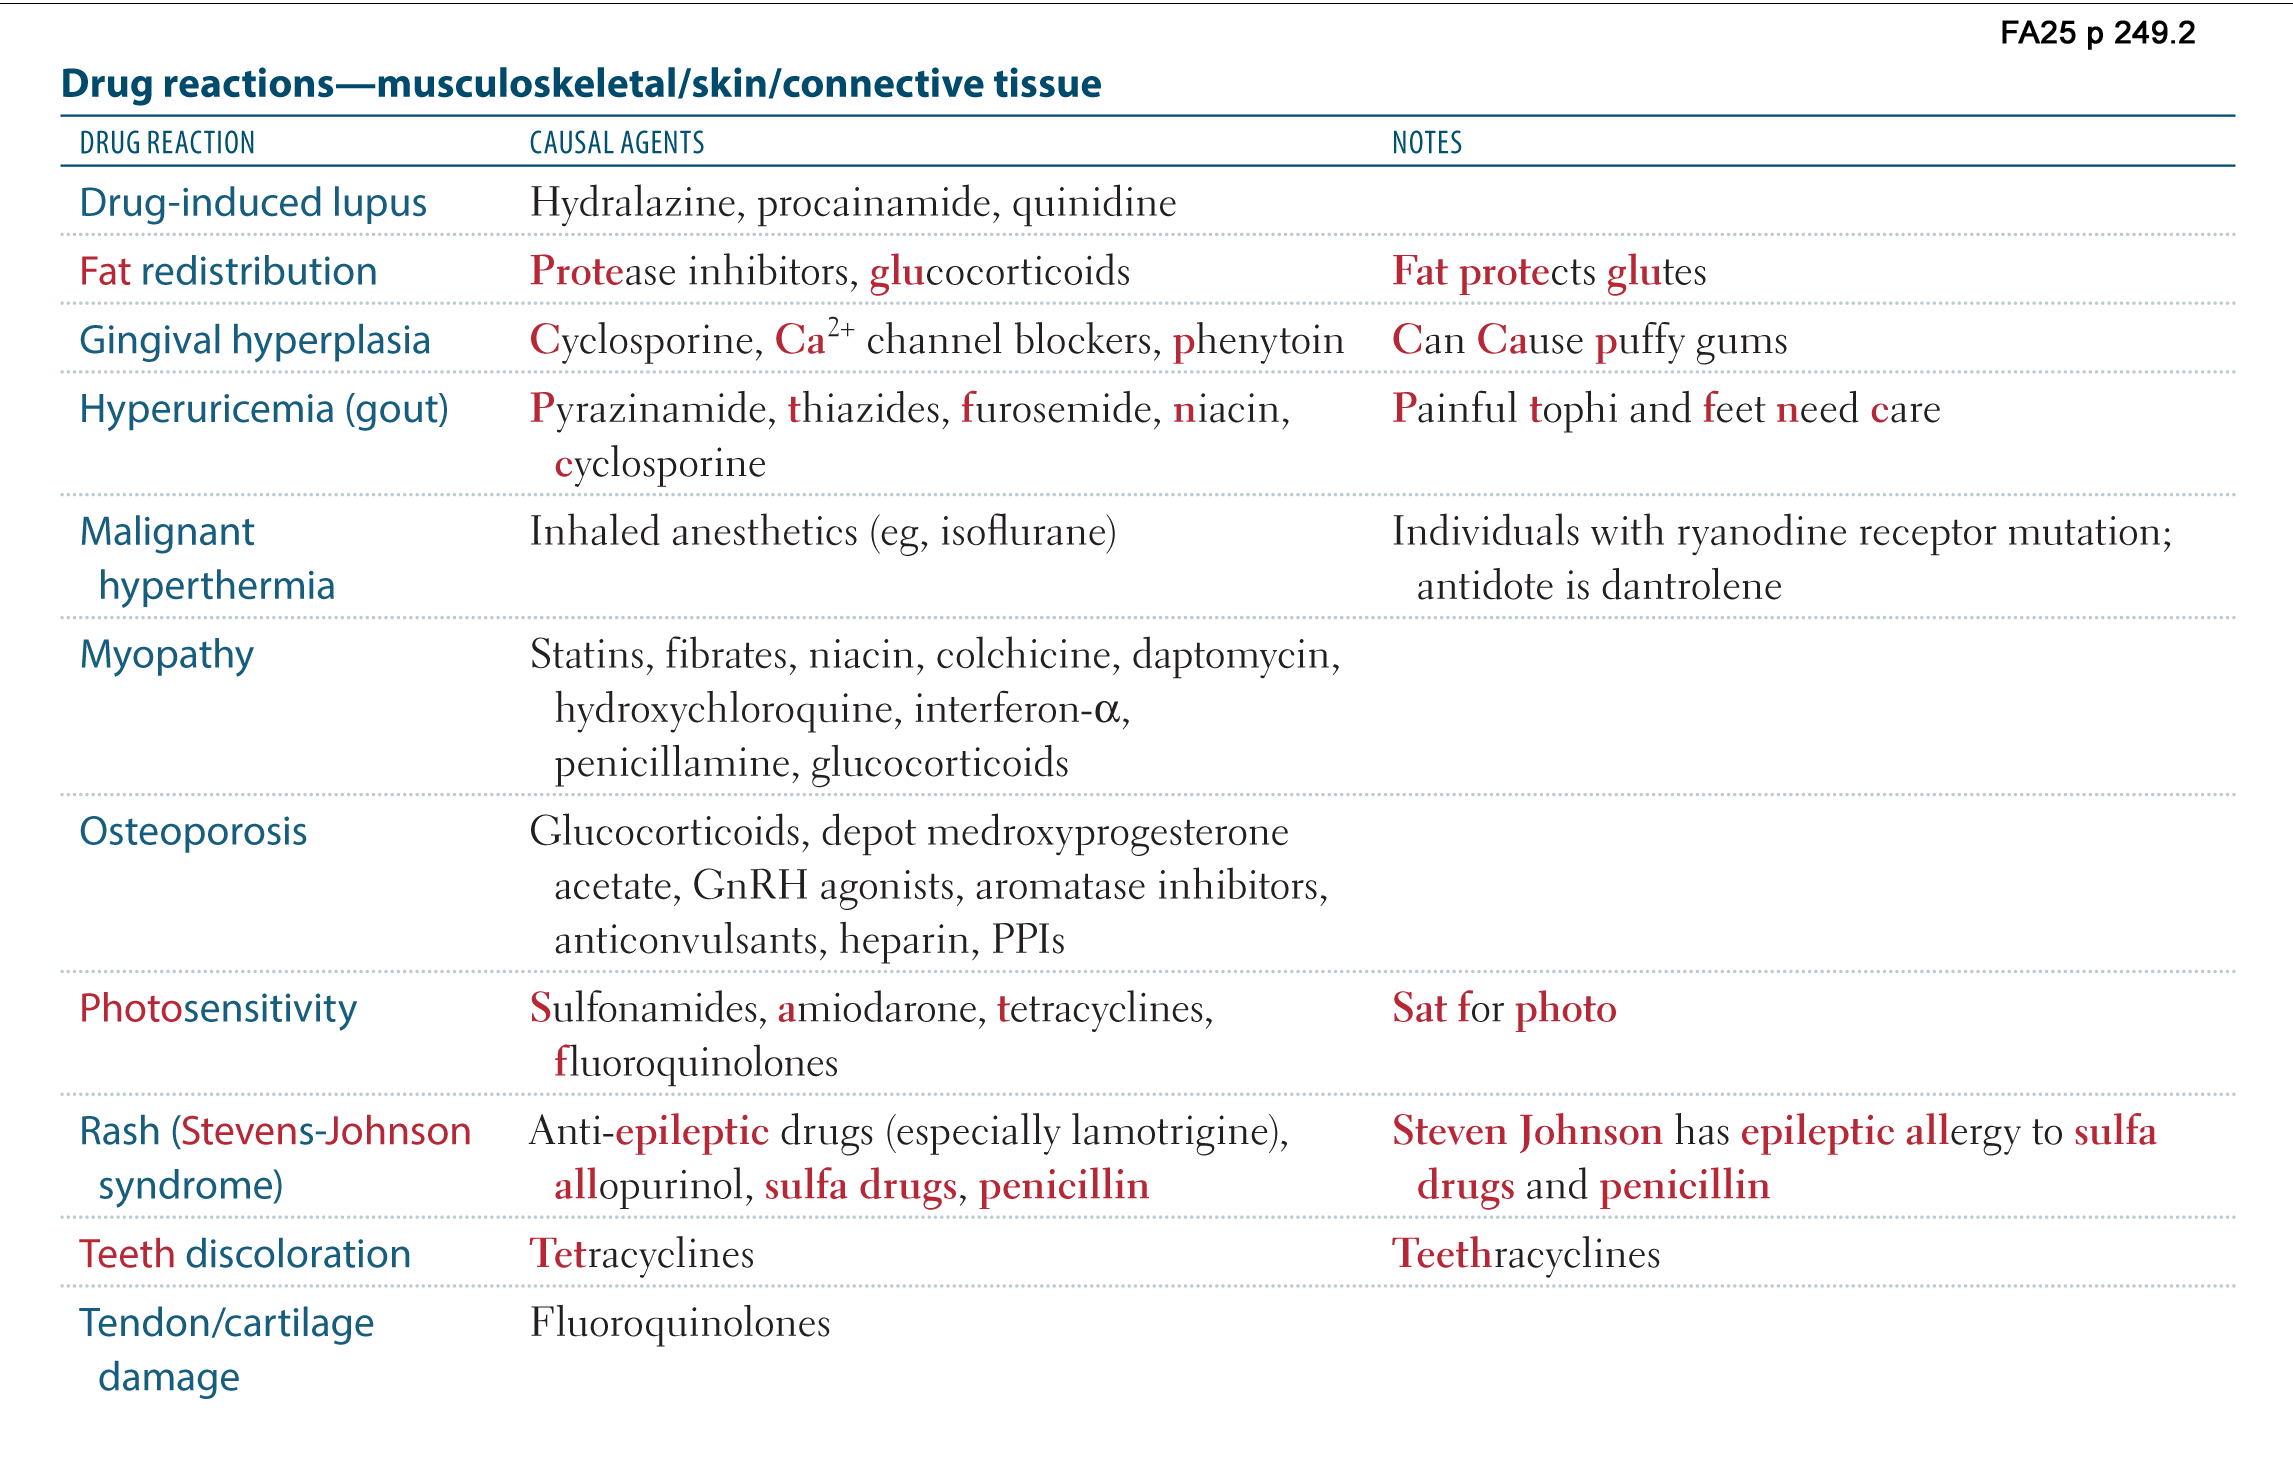 FA25 p 249.2
Drug reactions—musculoskeletal/skin/connective tissue
DRUG REACTION CAUSAL AGENTS NOTES
Drug-induced lupus Hydralazine, procainamide, quinidine
Fat redistribution Protease inhibitors, glucocorticoids Fat protects glutes
Gingival hyperplasia Cyclosporine, Ca2+ channel blockers, phenytoin Can Cause puffy gums
Hyperuricemia (gout) Pyrazinamide, thiazides, furosemide, niacin, Painful tophi and feet need care
cyclosporine
Malignant Inhaled anesthetics (eg, isoflurane) Individuals with ryanodine receptor mutation;
hyperthermia antidote is dantrolene
Myopathy Statins, fibrates, niacin, colchicine, daptomycin,
hydroxychloroquine, interferon-α,
penicillamine, glucocorticoids
Osteoporosis Glucocorticoids, depot medroxyprogesterone
acetate, GnRH agonists, aromatase inhibitors,
anticonvulsants, heparin, PPIs
Photosensitivity Sulfonamides, amiodarone, tetracyclines, Sat for photo
fluoroquinolones
Rash (Stevens-Johnson Anti-epileptic drugs (especially lamotrigine), Steven Johnson has epileptic allergy to sulfa
syndrome) allopurinol, sulfa drugs, penicillin drugs and penicillin
Teeth discoloration Tetracyclines Teethracyclines
Tendon/cartilage Fluoroquinolones
damage